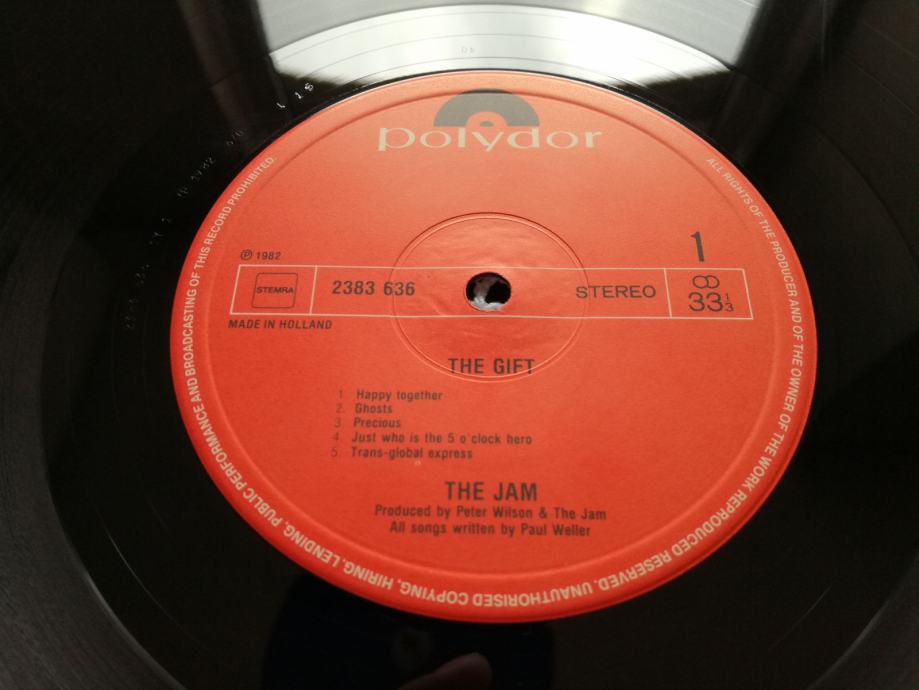 polydor
1
℗ 1982
STEMRA
2383 636
STEREO
33 1/3
MADE IN HOLLAND
THE GIFT
1. Happy together
2. Ghosts
3. Precious
4. Just who is the 5 o'clock hero
5. Trans-global express
THE JAM
Produced by Peter Wilson & The Jam
All songs written by Paul Weller
ALL RIGHTS OF THE PRODUCER AND OF THE OWNER OF THE WORK REPRODUCED RESERVED. UNAUTHORISED COPYING, HIRING, LENDING, PUBLIC PERFORMANCE AND BROADCASTING OF THIS RECORD PROHIBITED.